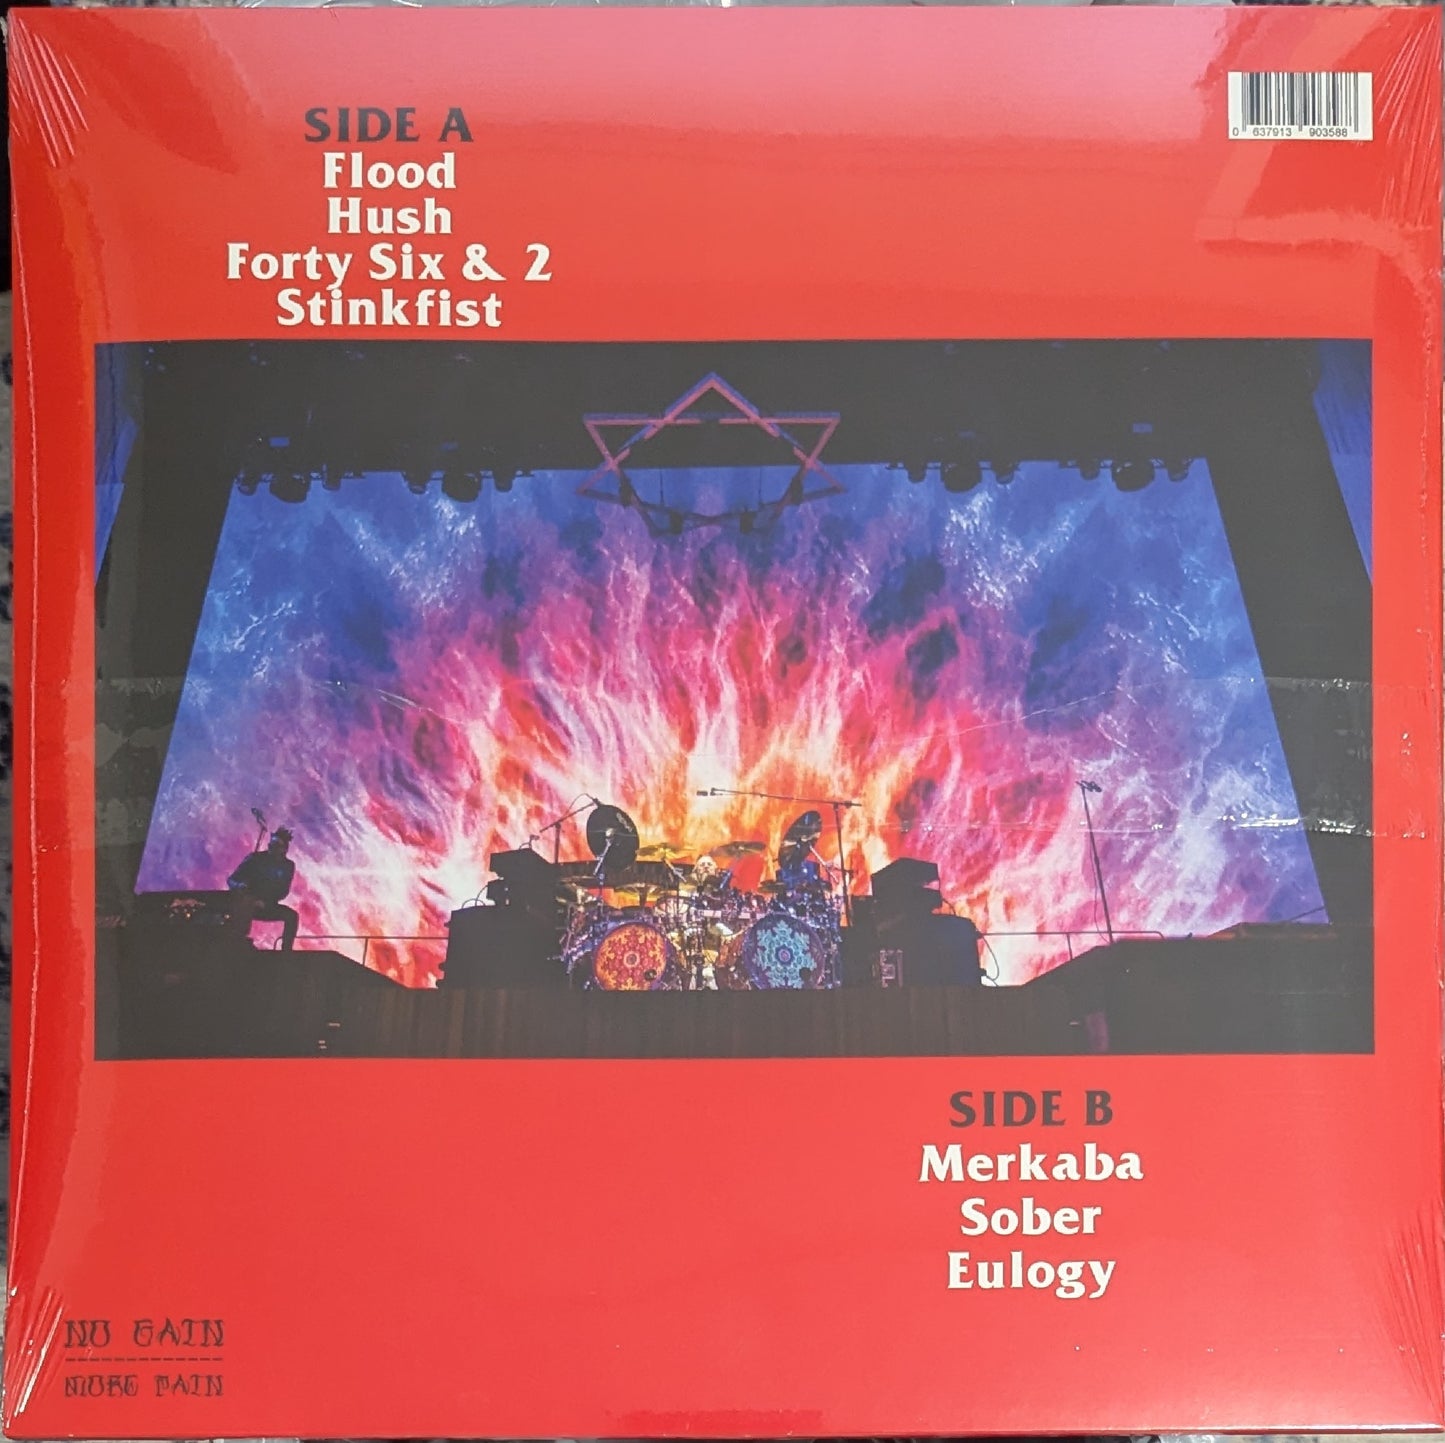 SIDE A
Flood
Hush
Forty Six & 2
Stinkfist
0 637913 903588
SIDE B
Merkaba
Sober
Eulogy
NO GAIN
MORE PAIN